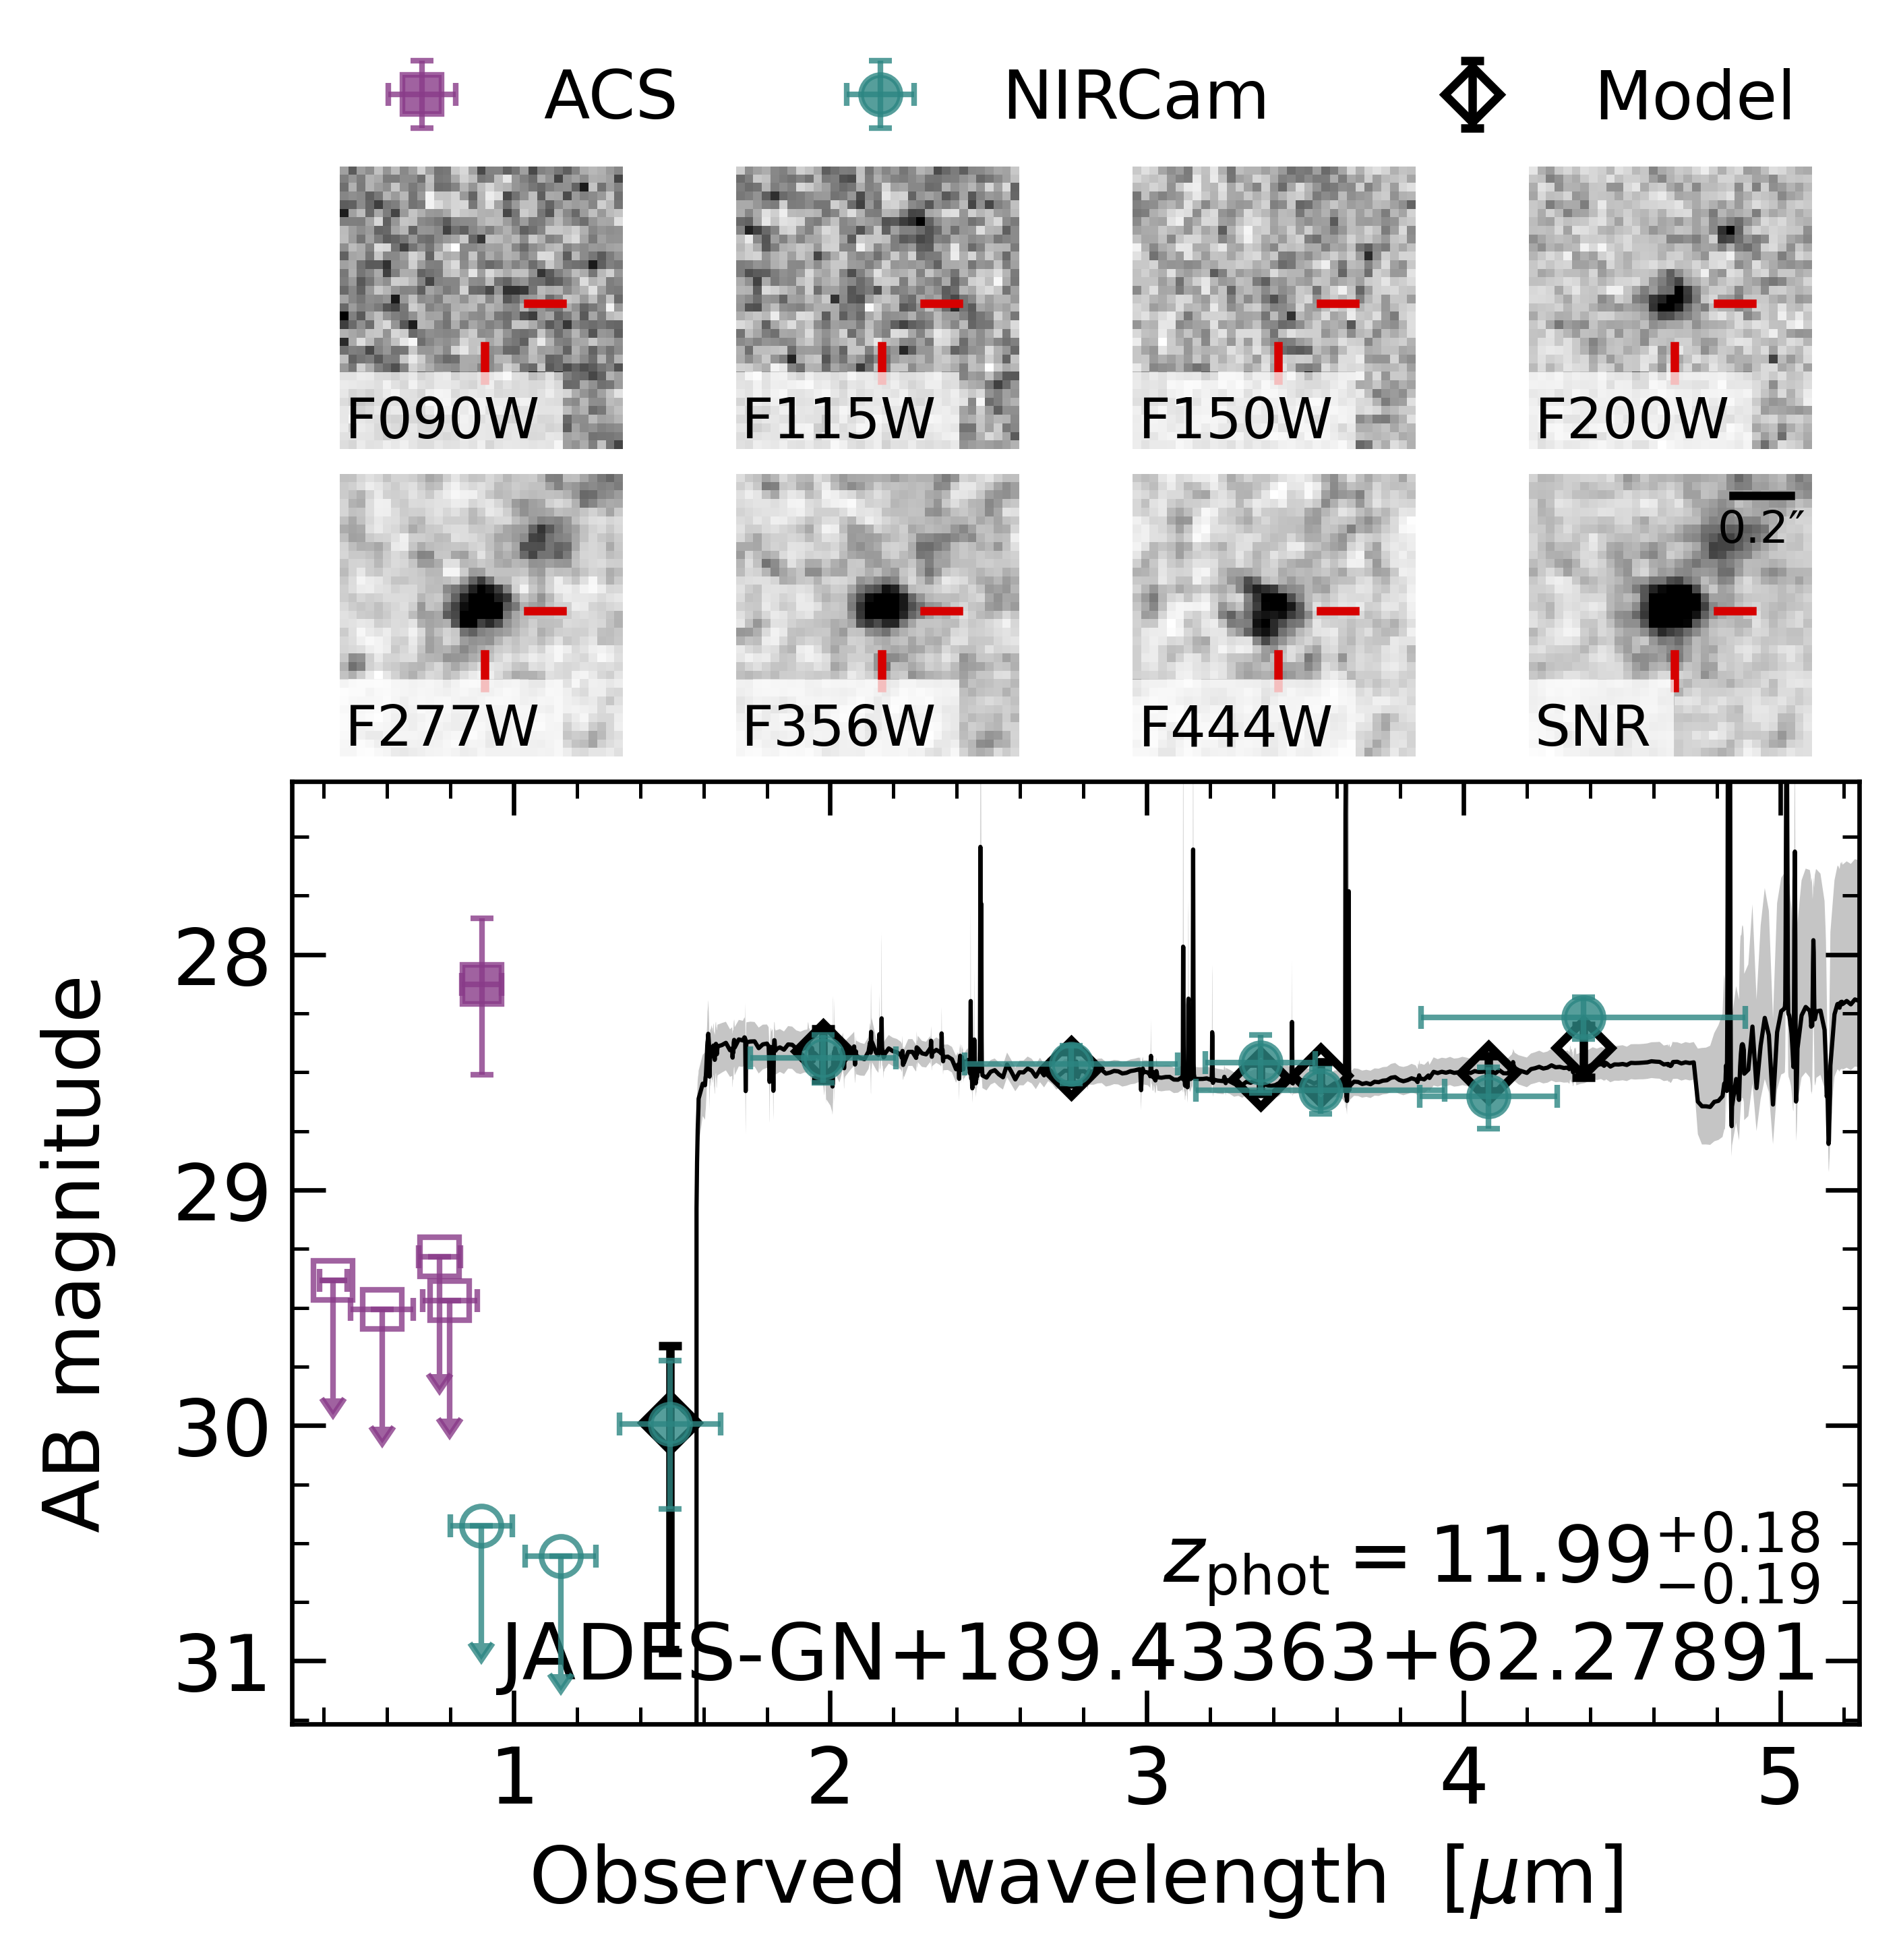 ACS NIRCam Model
F090W F115W F150W F200W
0.2″
F277W F356W F444W SNR
28
29
30
31
AB magnitude
z_phot = 11.99 +0.18 −0.19
JADES-GN+189.43363+62.27891
1 2 3 4 5
Observed wavelength [μm]